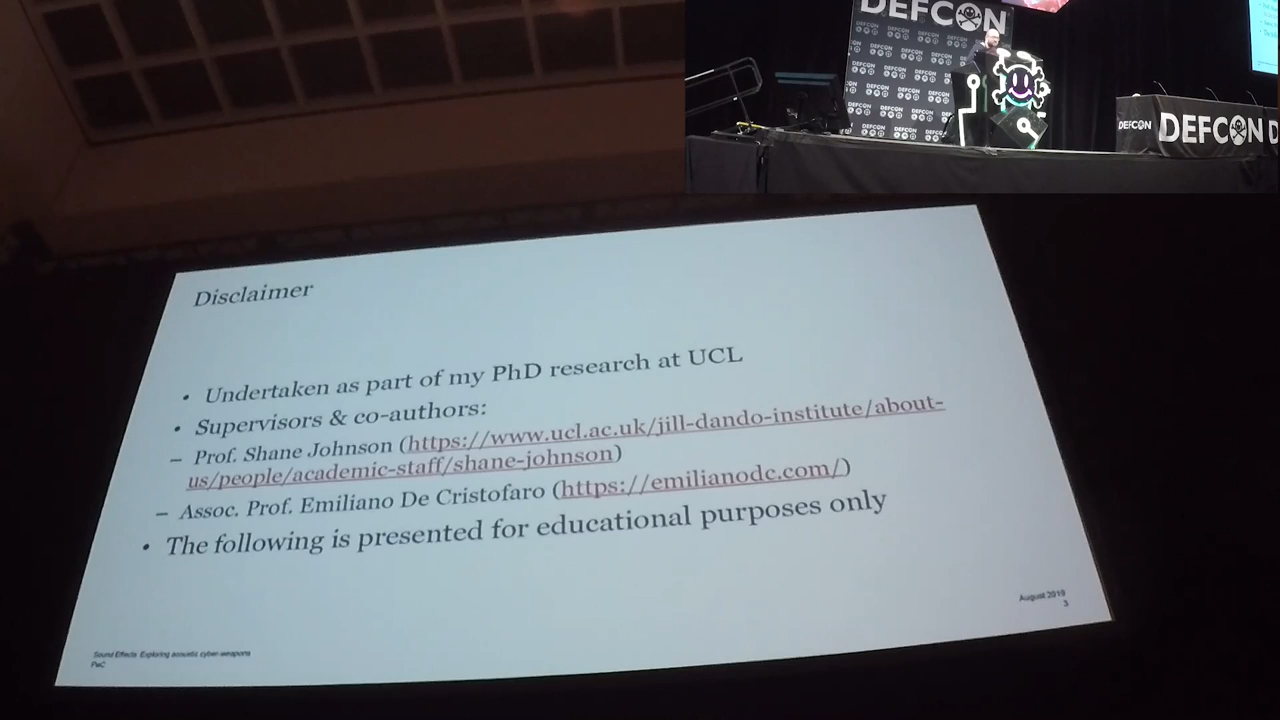 DEFCON
DEFCON
DEFCON
Disclaimer
• Undertaken as part of my PhD research at UCL
• Supervisors & co-authors:
– Prof. Shane Johnson (https://www.ucl.ac.uk/jill-dando-institute/about-
us/people/academic-staff/shane-johnson)
– Assoc. Prof. Emiliano De Cristofaro (https://emilianodc.com/)
• The following is presented for educational purposes only
August 2019
3
Sound Effects: Exploring acoustic cyber-weapons
PwC